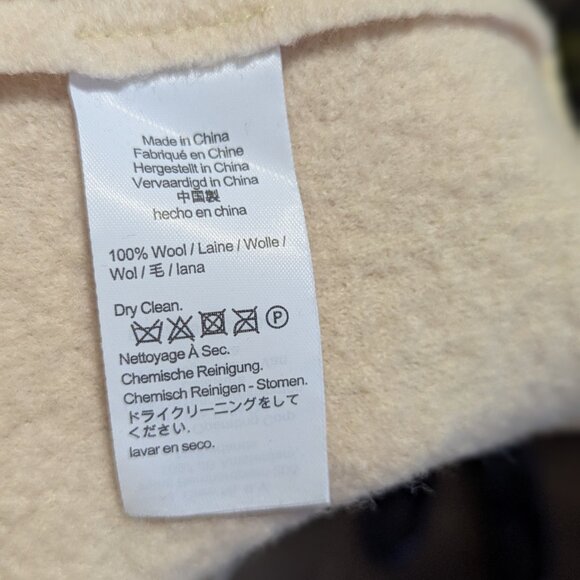 Made in China
Fabriqué en Chine
Hergestellt in China
Vervaardigd in China
中国製
hecho en china
100% Wool / Laine / Wolle /
Wol / 毛 / lana
Dry Clean.
P
Nettoyage À Sec.
Chemische Reinigung.
Chemisch Reinigen - Stomen.
ドライクリーニングをして
ください.
lavar en seco.